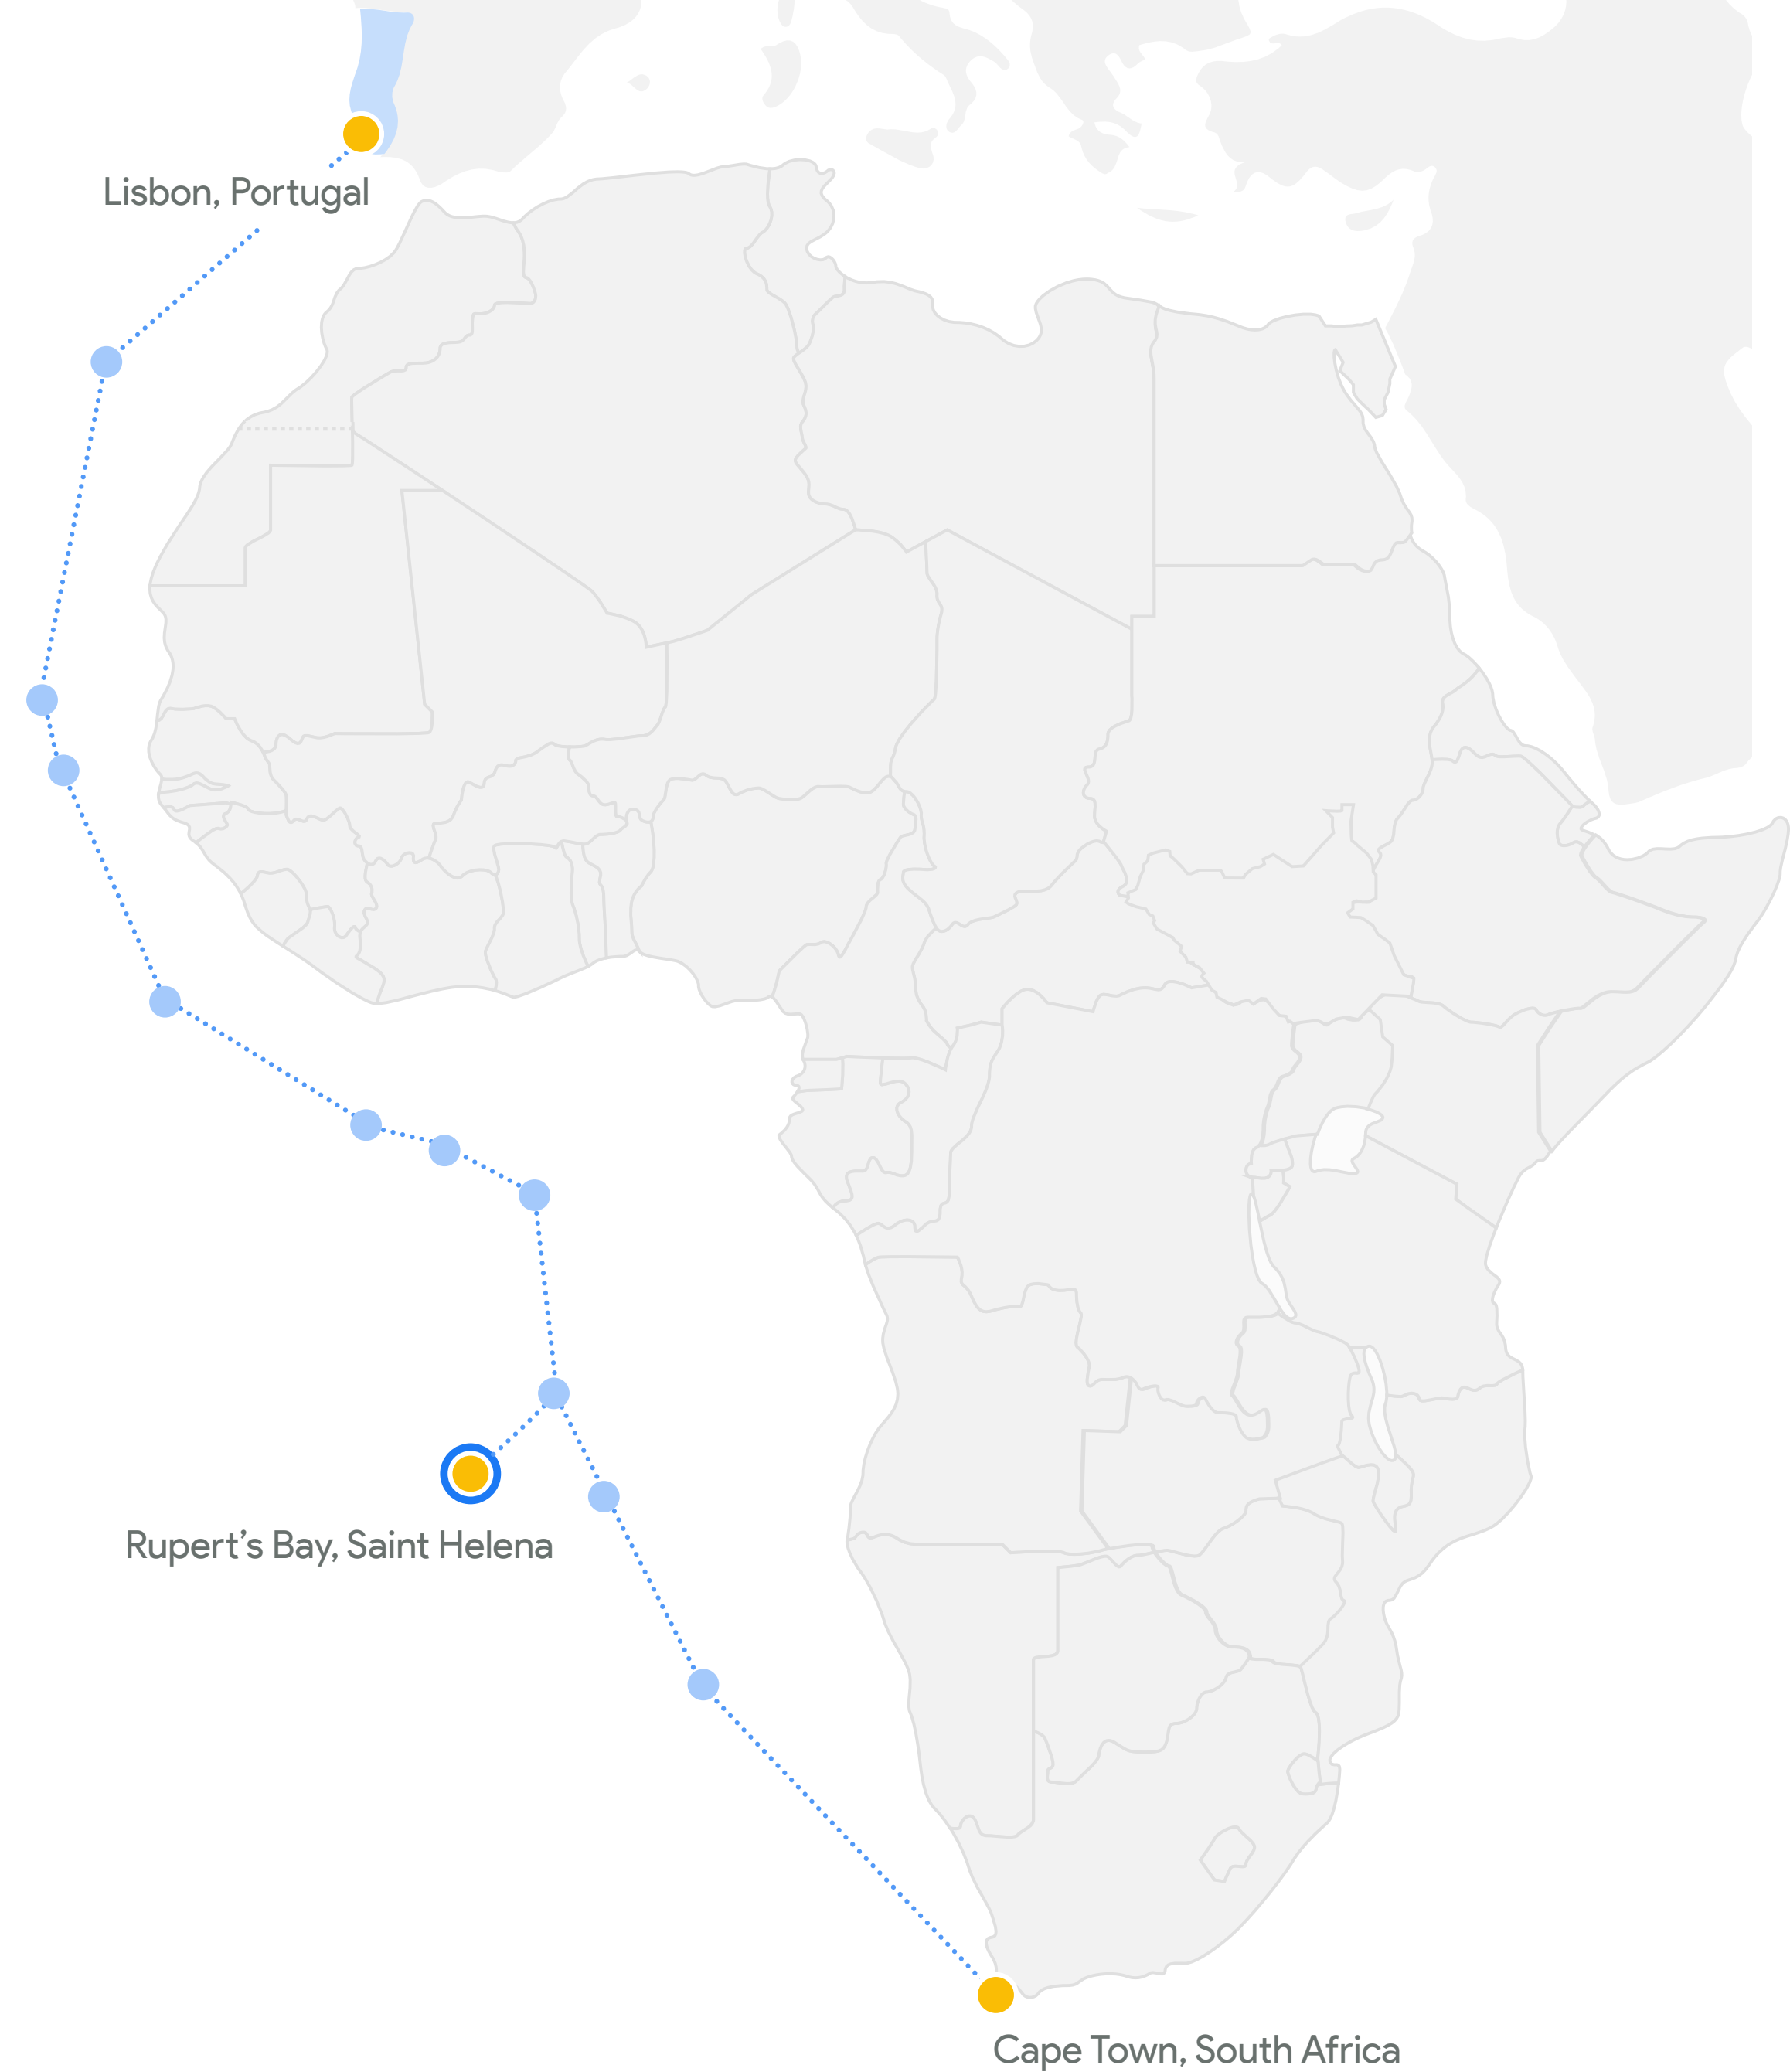 Lisbon, Portugal
Rupert’s Bay, Saint Helena
Cape Town, South Africa